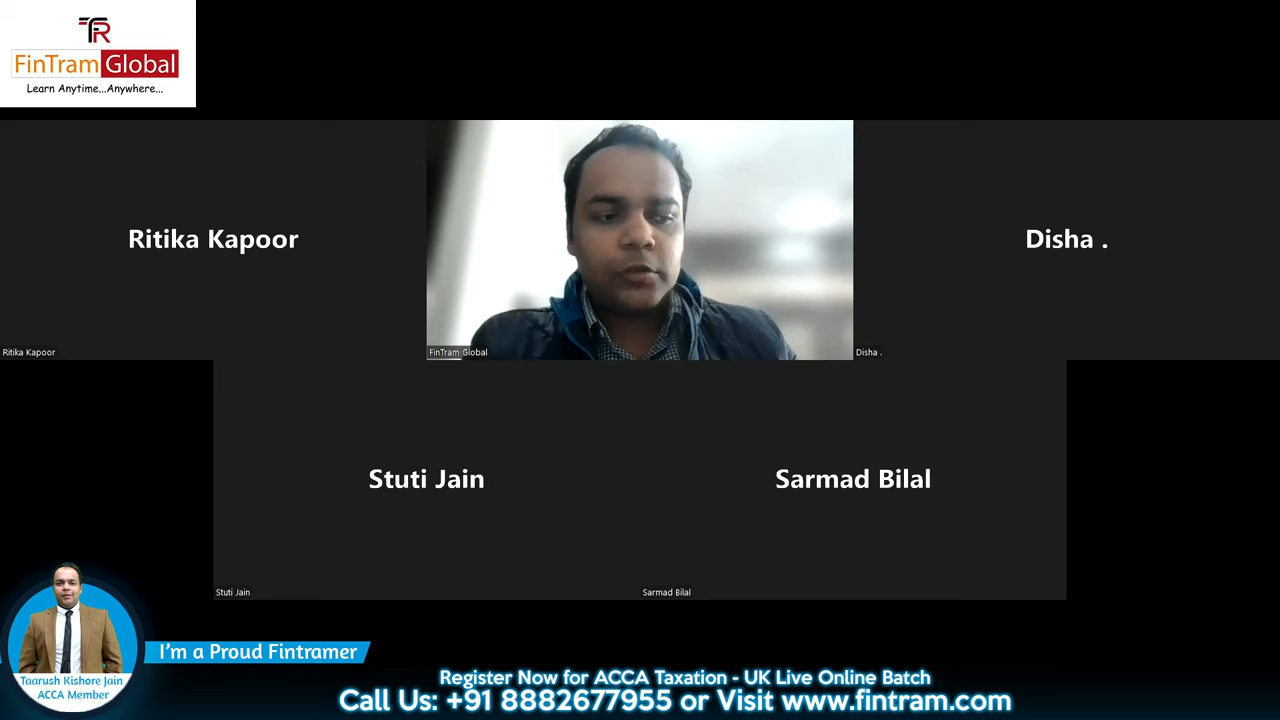 TFR
FinTram Global
Learn Anytime...Anywhere...
Ritika Kapoor
Disha .
Ritika Kapoor
FinTram Global
Disha .
Stuti Jain
Sarmad Bilal
Stuti Jain
Sarmad Bilal
I'm a Proud Fintramer
Taarush Kishore Jain
ACCA Member
Register Now for ACCA Taxation - UK Live Online Batch
Call Us: +91 8882677955 or Visit www.fintram.com